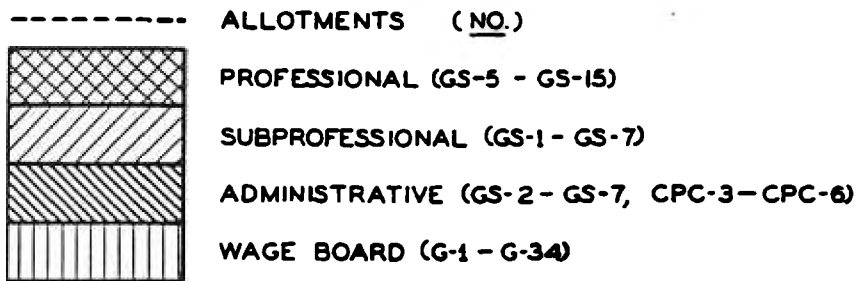 ALLOTMENTS (NO.)
PROFESSIONAL (GS-5 - GS-15)
SUBPROFESSIONAL (GS-1 - GS-7)
ADMINISTRATIVE (GS-2 - GS-7, CPC-3 - CPC-6)
WAGE BOARD (G-1 - G-34)